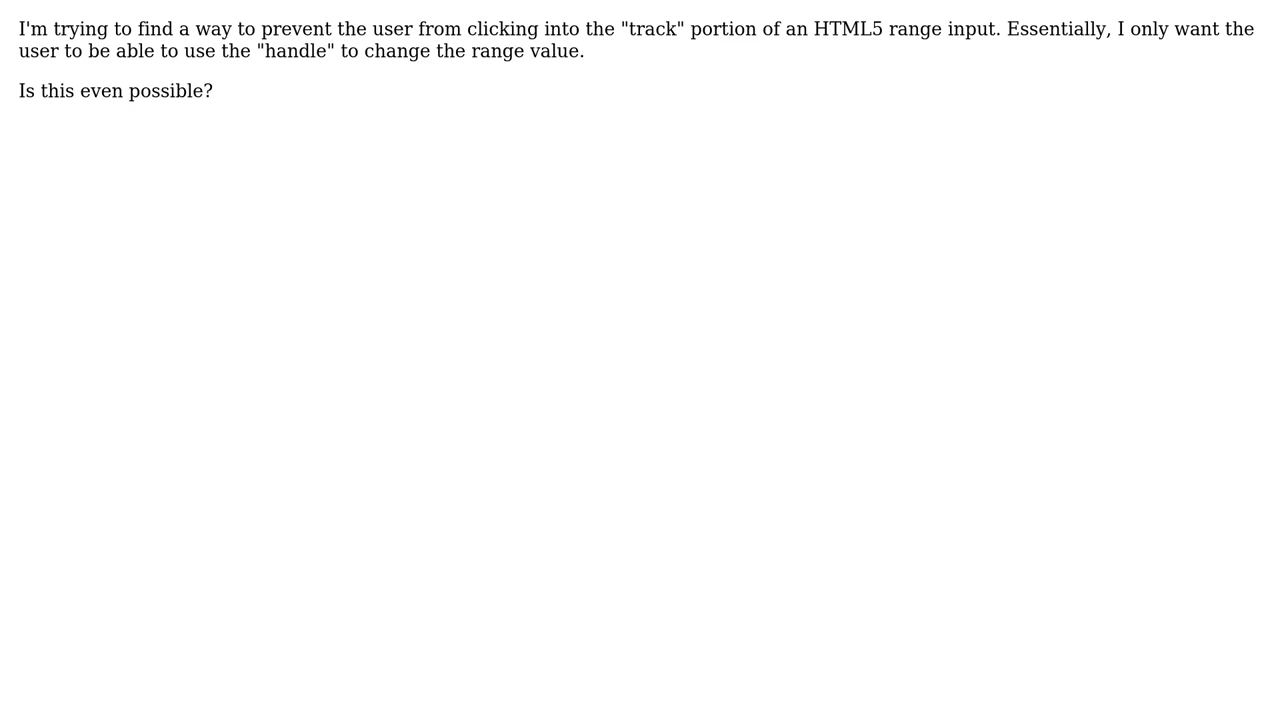 I'm trying to find a way to prevent the user from clicking into the "track" portion of an HTML5 range input. Essentially, I only want the
user to be able to use the "handle" to change the range value.
Is this even possible?